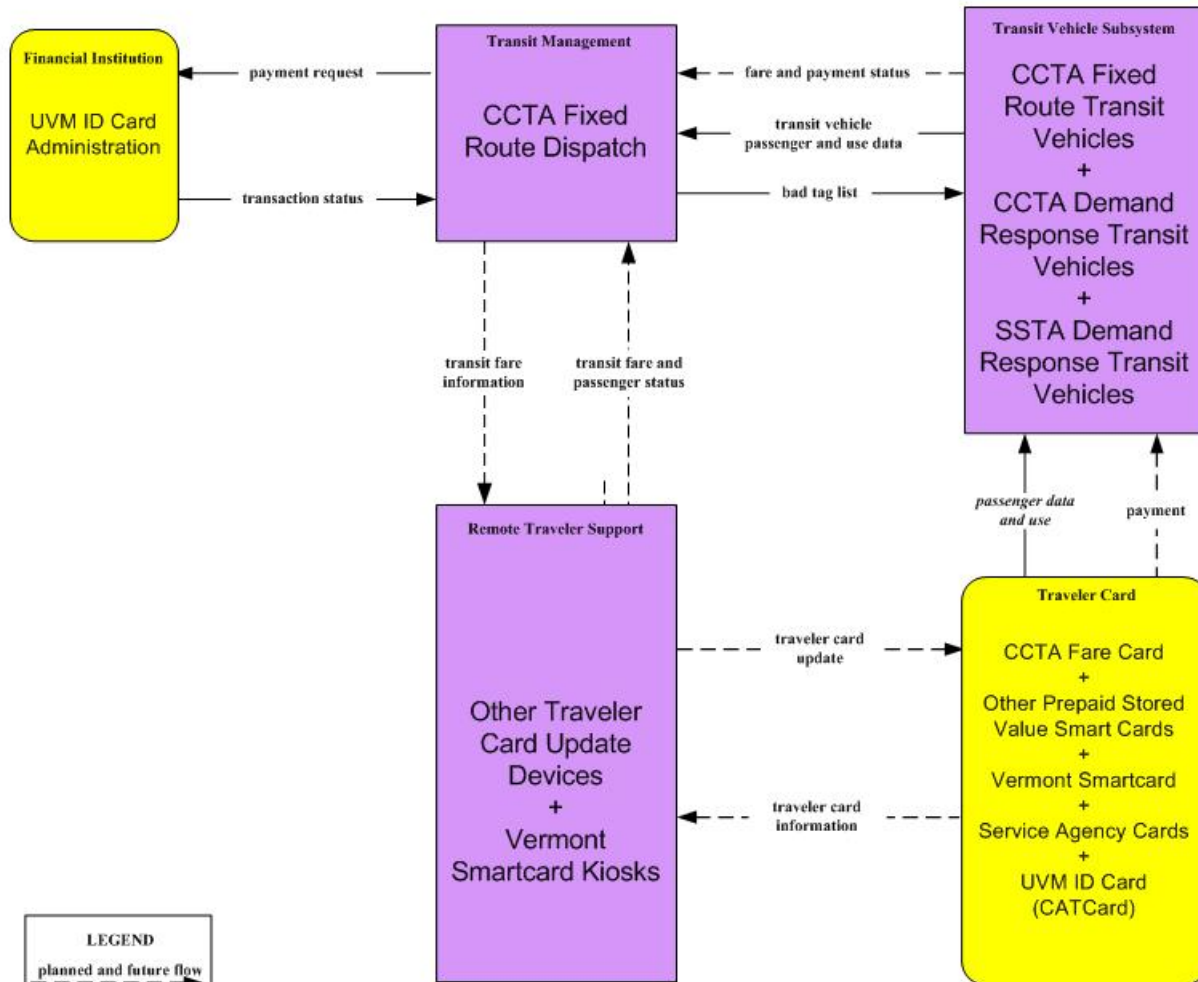 Financial Institution
UVM ID Card
Administration
payment request
transaction status
Transit Management
CCTA Fixed
Route Dispatch
fare and payment status
transit vehicle
passenger and use data
bad tag list
Transit Vehicle Subsystem
CCTA Fixed
Route Transit
Vehicles
+
CCTA Demand
Response Transit
Vehicles
+
SSTA Demand
Response Transit
Vehicles
transit fare
information
transit fare and
passenger status
passenger data
and use
payment
Remote Traveler Support
Other Traveler
Card Update
Devices
+
Vermont
Smartcard Kiosks
traveler card
update
traveler card
information
Traveler Card
CCTA Fare Card
+
Other Prepaid Stored
Value Smart Cards
+
Vermont Smartcard
+
Service Agency Cards
+
UVM ID Card
(CATCard)
LEGEND
planned and future flow